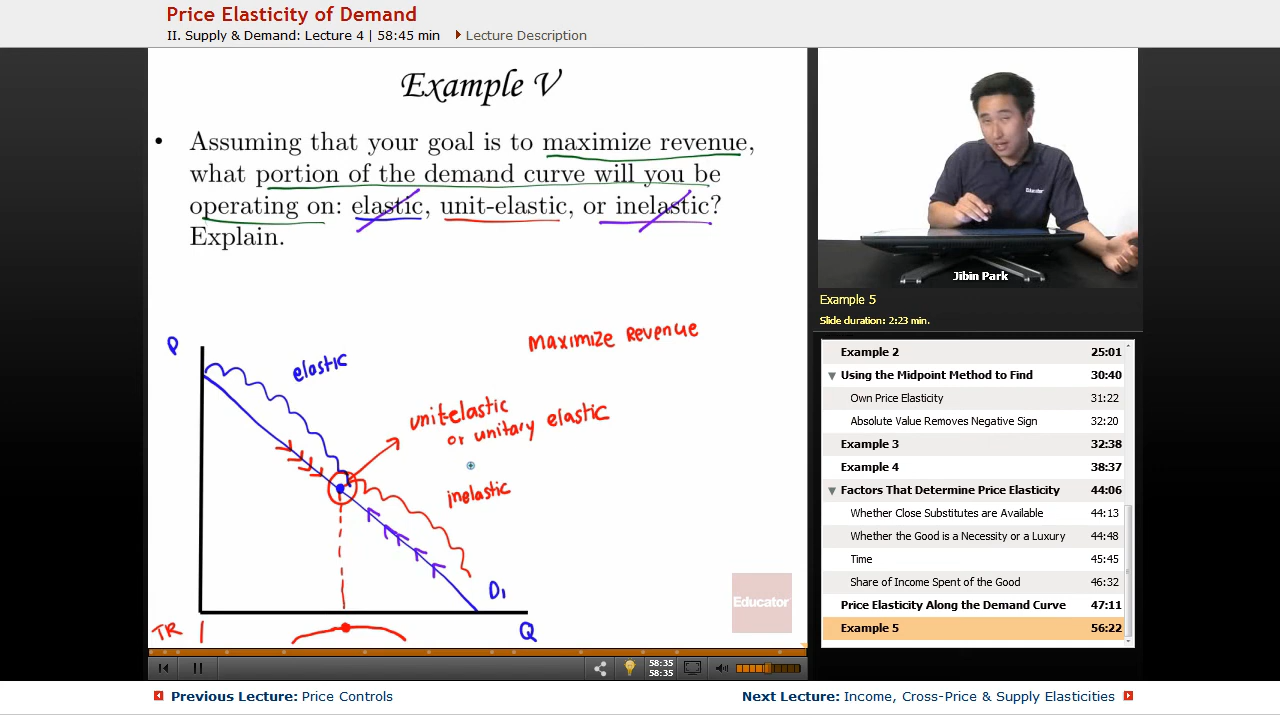 Price Elasticity of Demand
II. Supply & Demand: Lecture 4 | 58:45 min
Lecture Description
Example V
• Assuming that your goal is to maximize revenue,
what portion of the demand curve will you be
operating on: elastic, unit-elastic, or inelastic?
Explain.
MAXIMIZE REVENUE
P
elastic
unit-elastic
or unitary elastic
inelastic
D1
TR
Q
Educator
Educator
Jibin Park
Example 5
Slide duration: 2:23 min.
Example 2 25:01
Using the Midpoint Method to Find 30:40
Own Price Elasticity 31:22
Absolute Value Removes Negative Sign 32:20
Example 3 32:38
Example 4 38:37
Factors That Determine Price Elasticity 44:06
Whether Close Substitutes are Available 44:13
Whether the Good is a Necessity or a Luxury 44:48
Time 45:45
Share of Income Spent of the Good 46:32
Price Elasticity Along the Demand Curve 47:11
Example 5 56:22
58:35
58:35
Previous Lecture: Price Controls
Next Lecture: Income, Cross-Price & Supply Elasticities